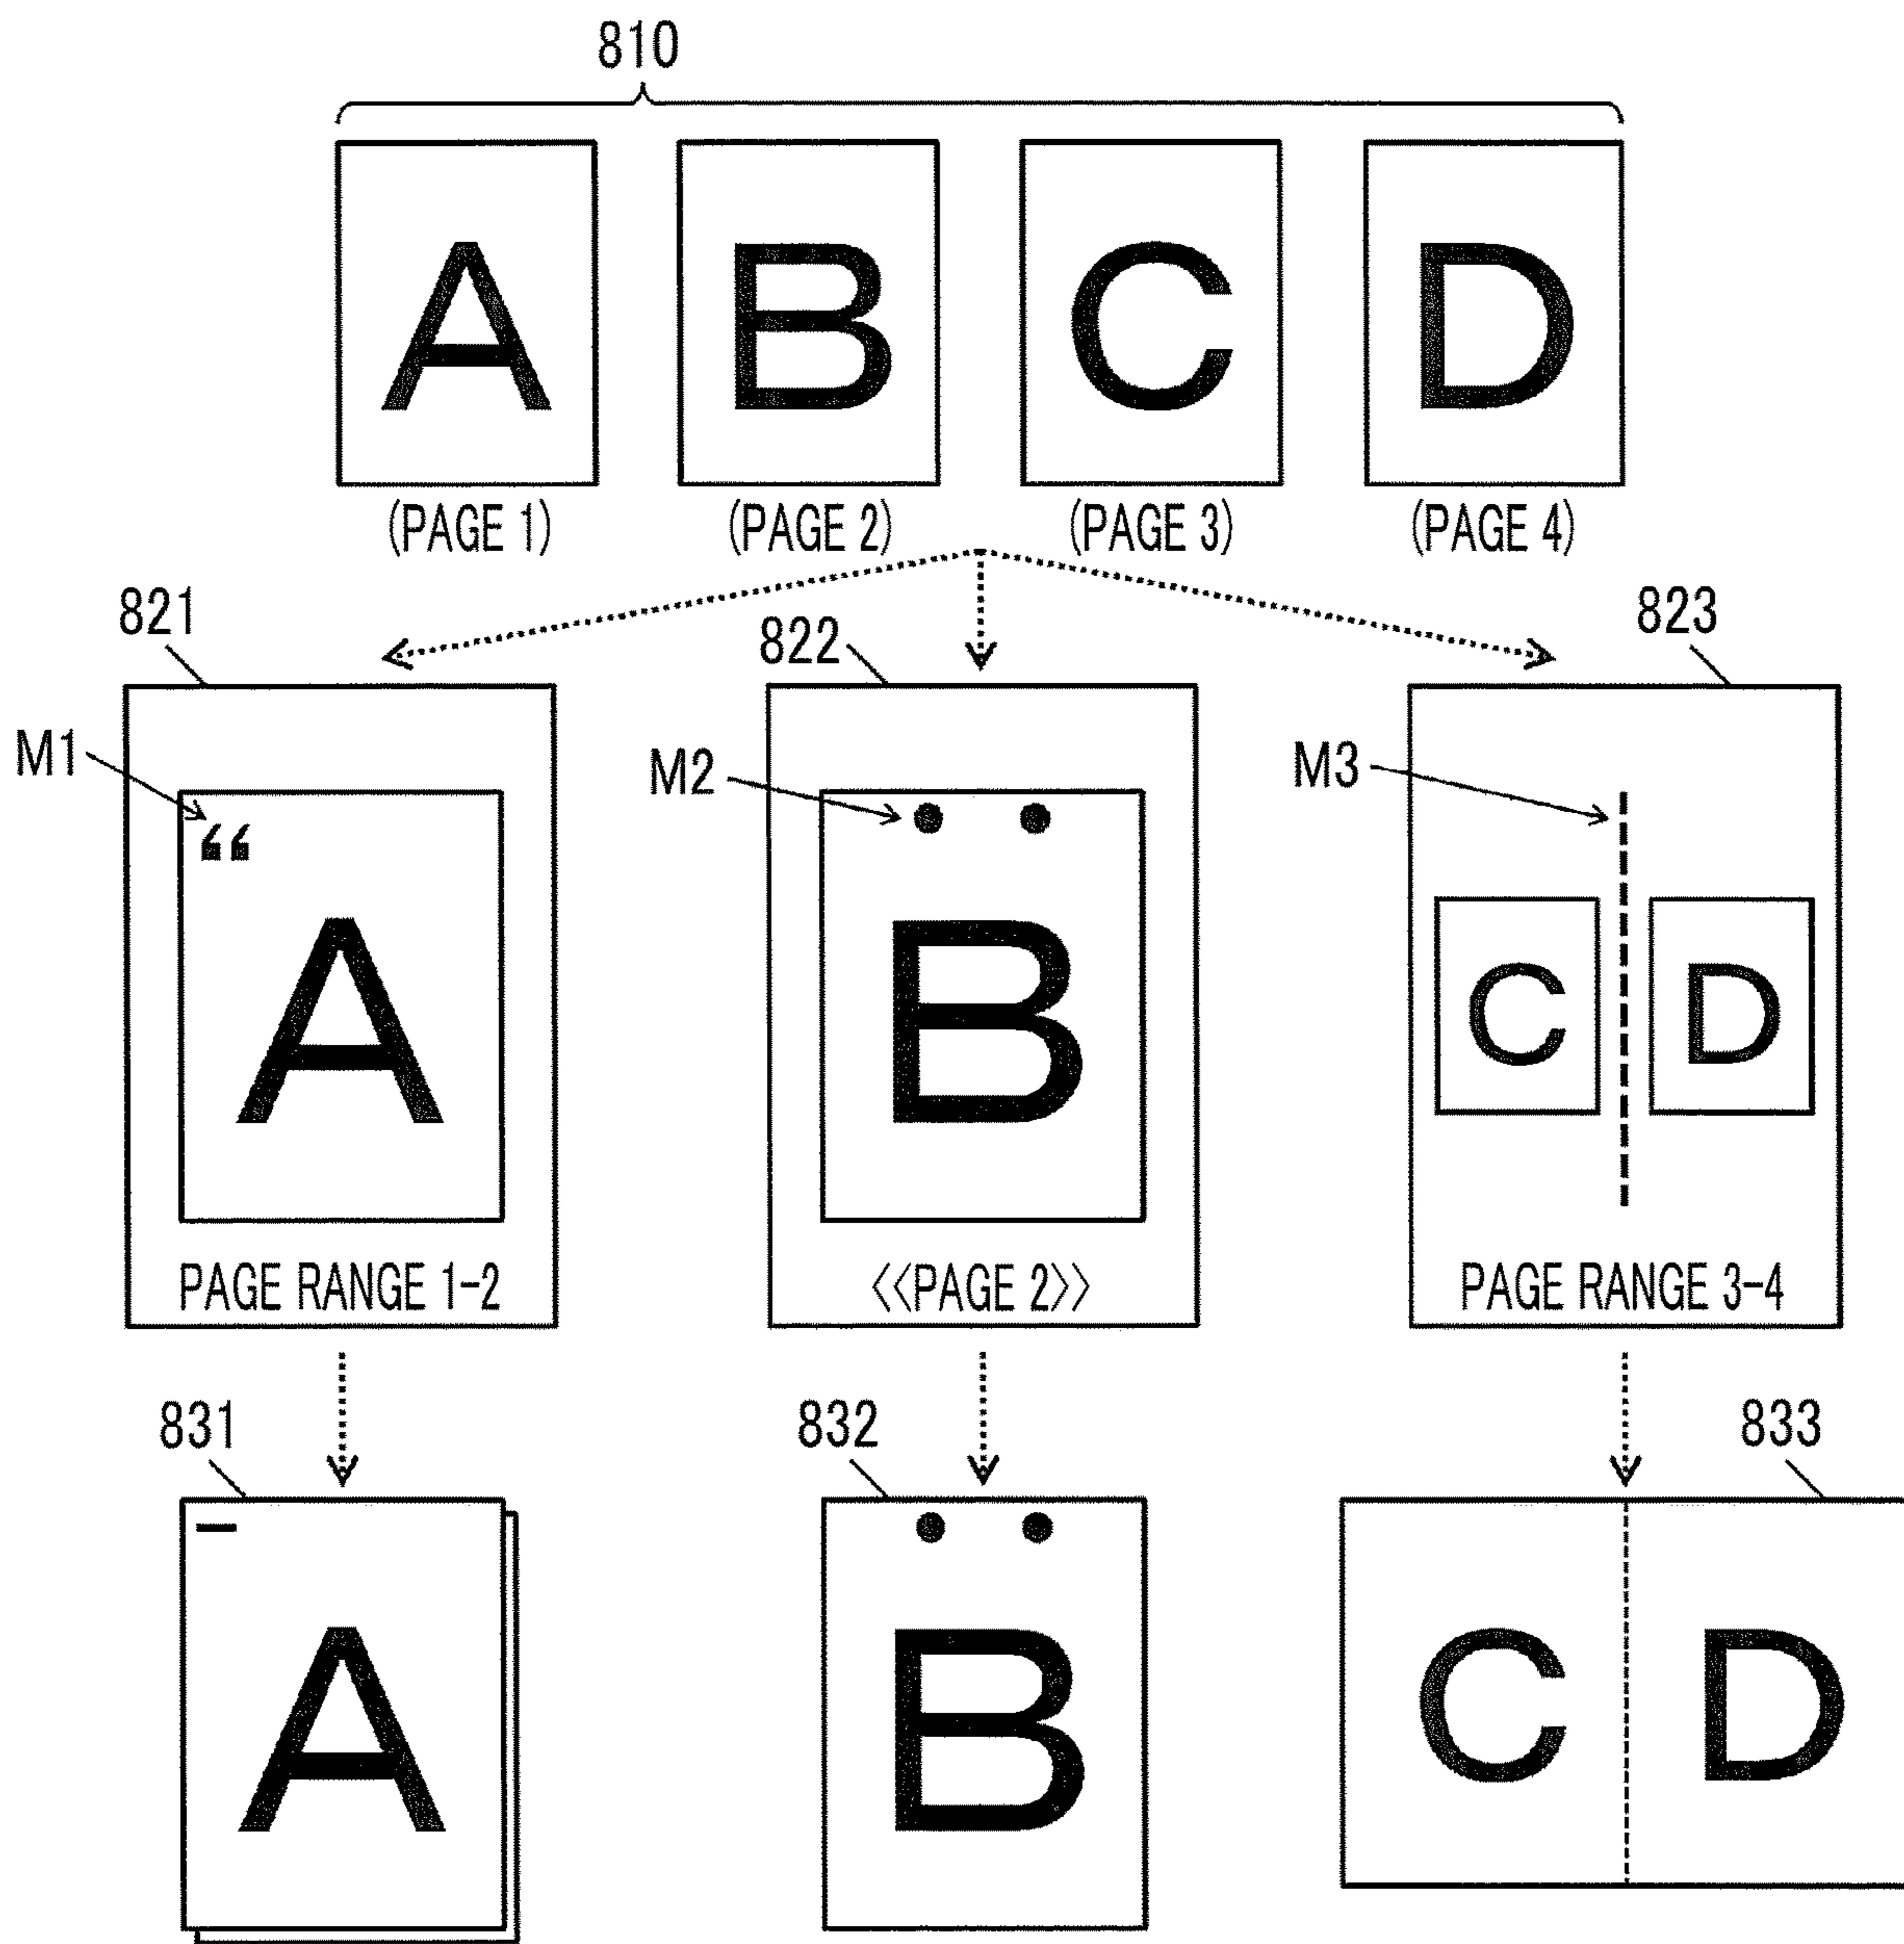 810
A B C D
(PAGE 1) (PAGE 2) (PAGE 3) (PAGE 4)
821 822 823
M1 M2 M3
“
A B C D
PAGE RANGE 1-2 <<PAGE 2>> PAGE RANGE 3-4
831 832 833
A B C D